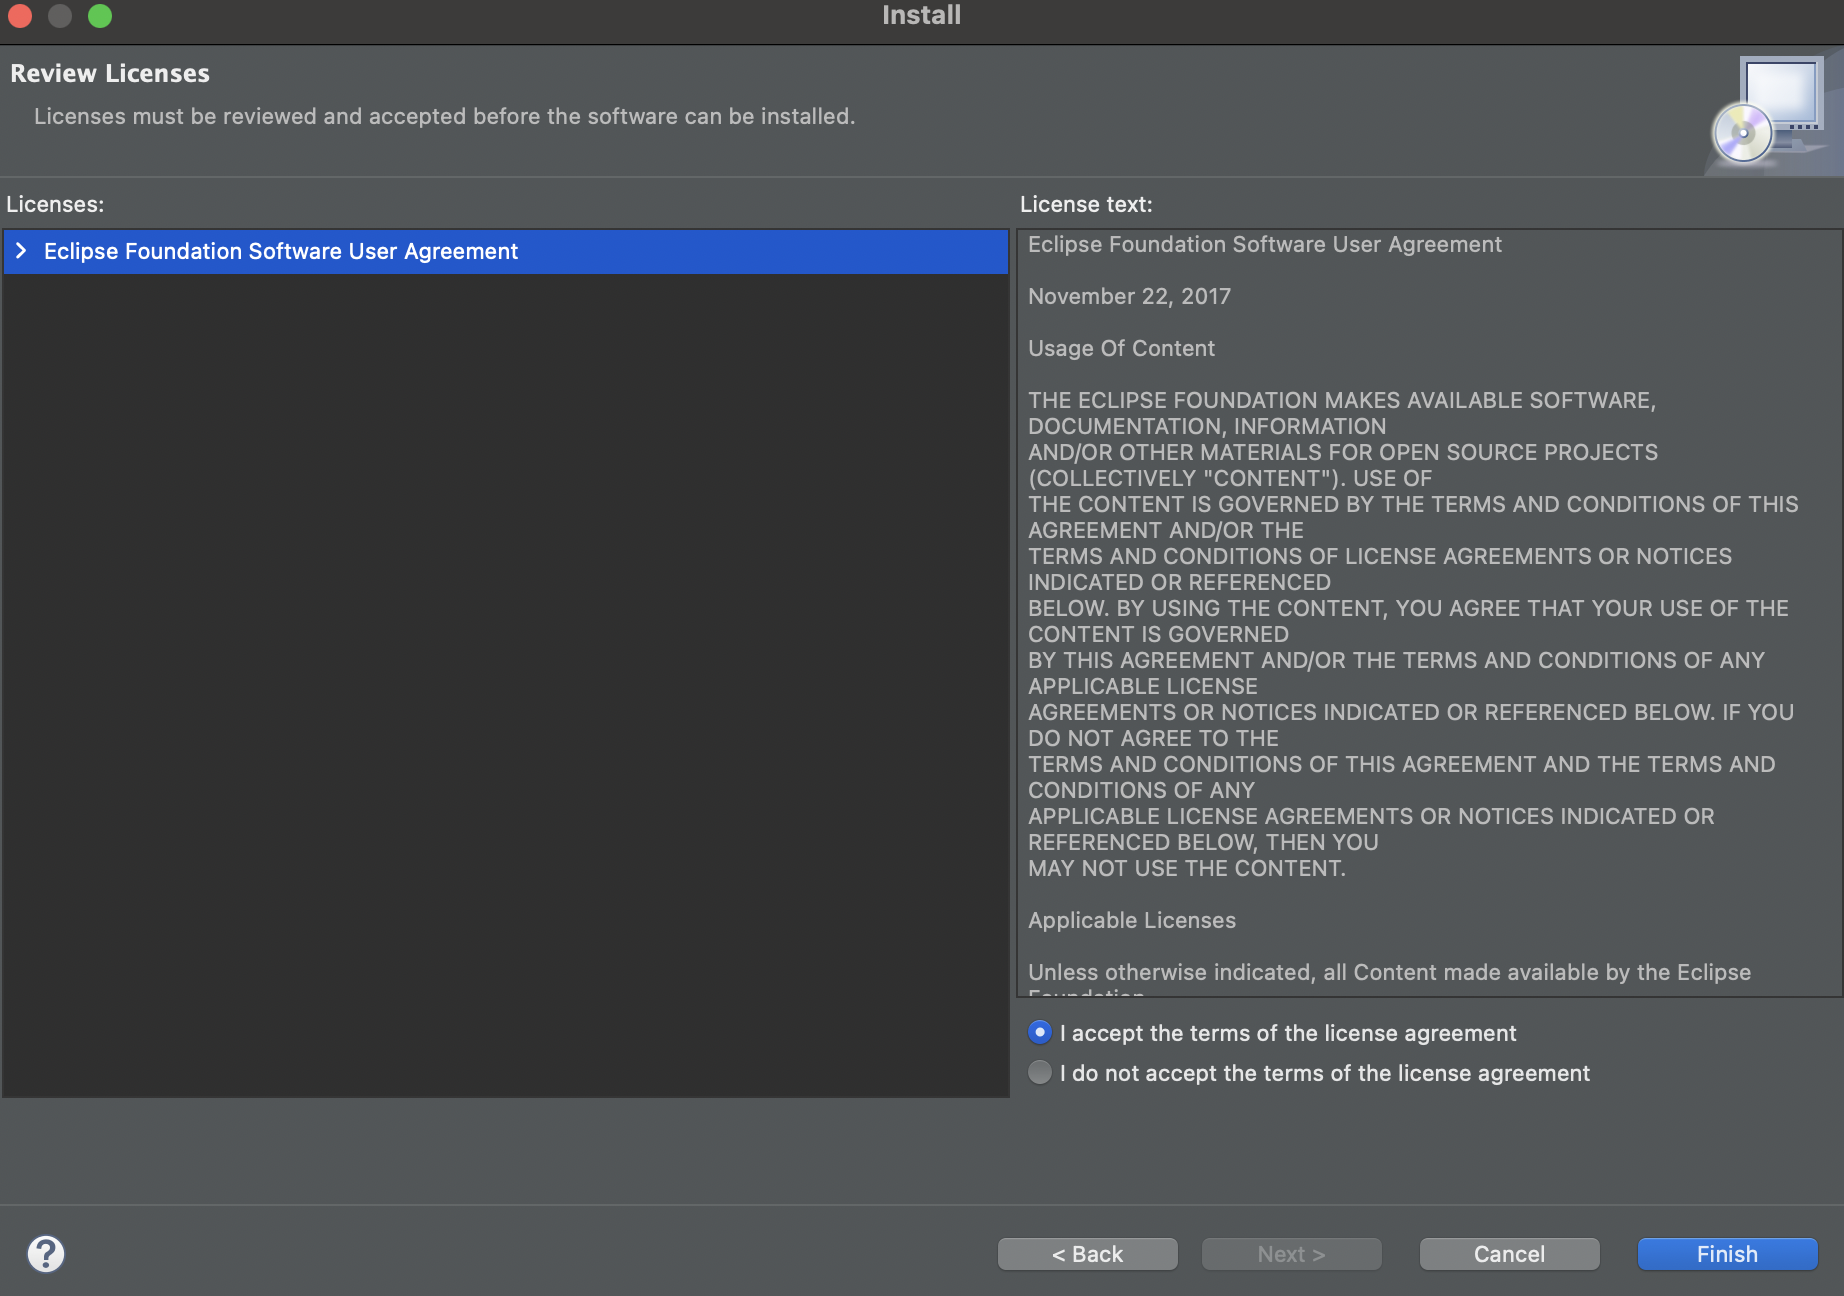 Install
Review Licenses
Licenses must be reviewed and accepted before the software can be installed.
Licenses:
Eclipse Foundation Software User Agreement
License text:
Eclipse Foundation Software User Agreement
November 22, 2017
Usage Of Content
THE ECLIPSE FOUNDATION MAKES AVAILABLE SOFTWARE,
DOCUMENTATION, INFORMATION
AND/OR OTHER MATERIALS FOR OPEN SOURCE PROJECTS
(COLLECTIVELY "CONTENT"). USE OF
THE CONTENT IS GOVERNED BY THE TERMS AND CONDITIONS OF THIS
AGREEMENT AND/OR THE
TERMS AND CONDITIONS OF LICENSE AGREEMENTS OR NOTICES
INDICATED OR REFERENCED
BELOW. BY USING THE CONTENT, YOU AGREE THAT YOUR USE OF THE
CONTENT IS GOVERNED
BY THIS AGREEMENT AND/OR THE TERMS AND CONDITIONS OF ANY
APPLICABLE LICENSE
AGREEMENTS OR NOTICES INDICATED OR REFERENCED BELOW. IF YOU
DO NOT AGREE TO THE
TERMS AND CONDITIONS OF THIS AGREEMENT AND THE TERMS AND
CONDITIONS OF ANY
APPLICABLE LICENSE AGREEMENTS OR NOTICES INDICATED OR
REFERENCED BELOW, THEN YOU
MAY NOT USE THE CONTENT.
Applicable Licenses
Unless otherwise indicated, all Content made available by the Eclipse
Foundation
I accept the terms of the license agreement
I do not accept the terms of the license agreement
?
< Back
Next >
Cancel
Finish